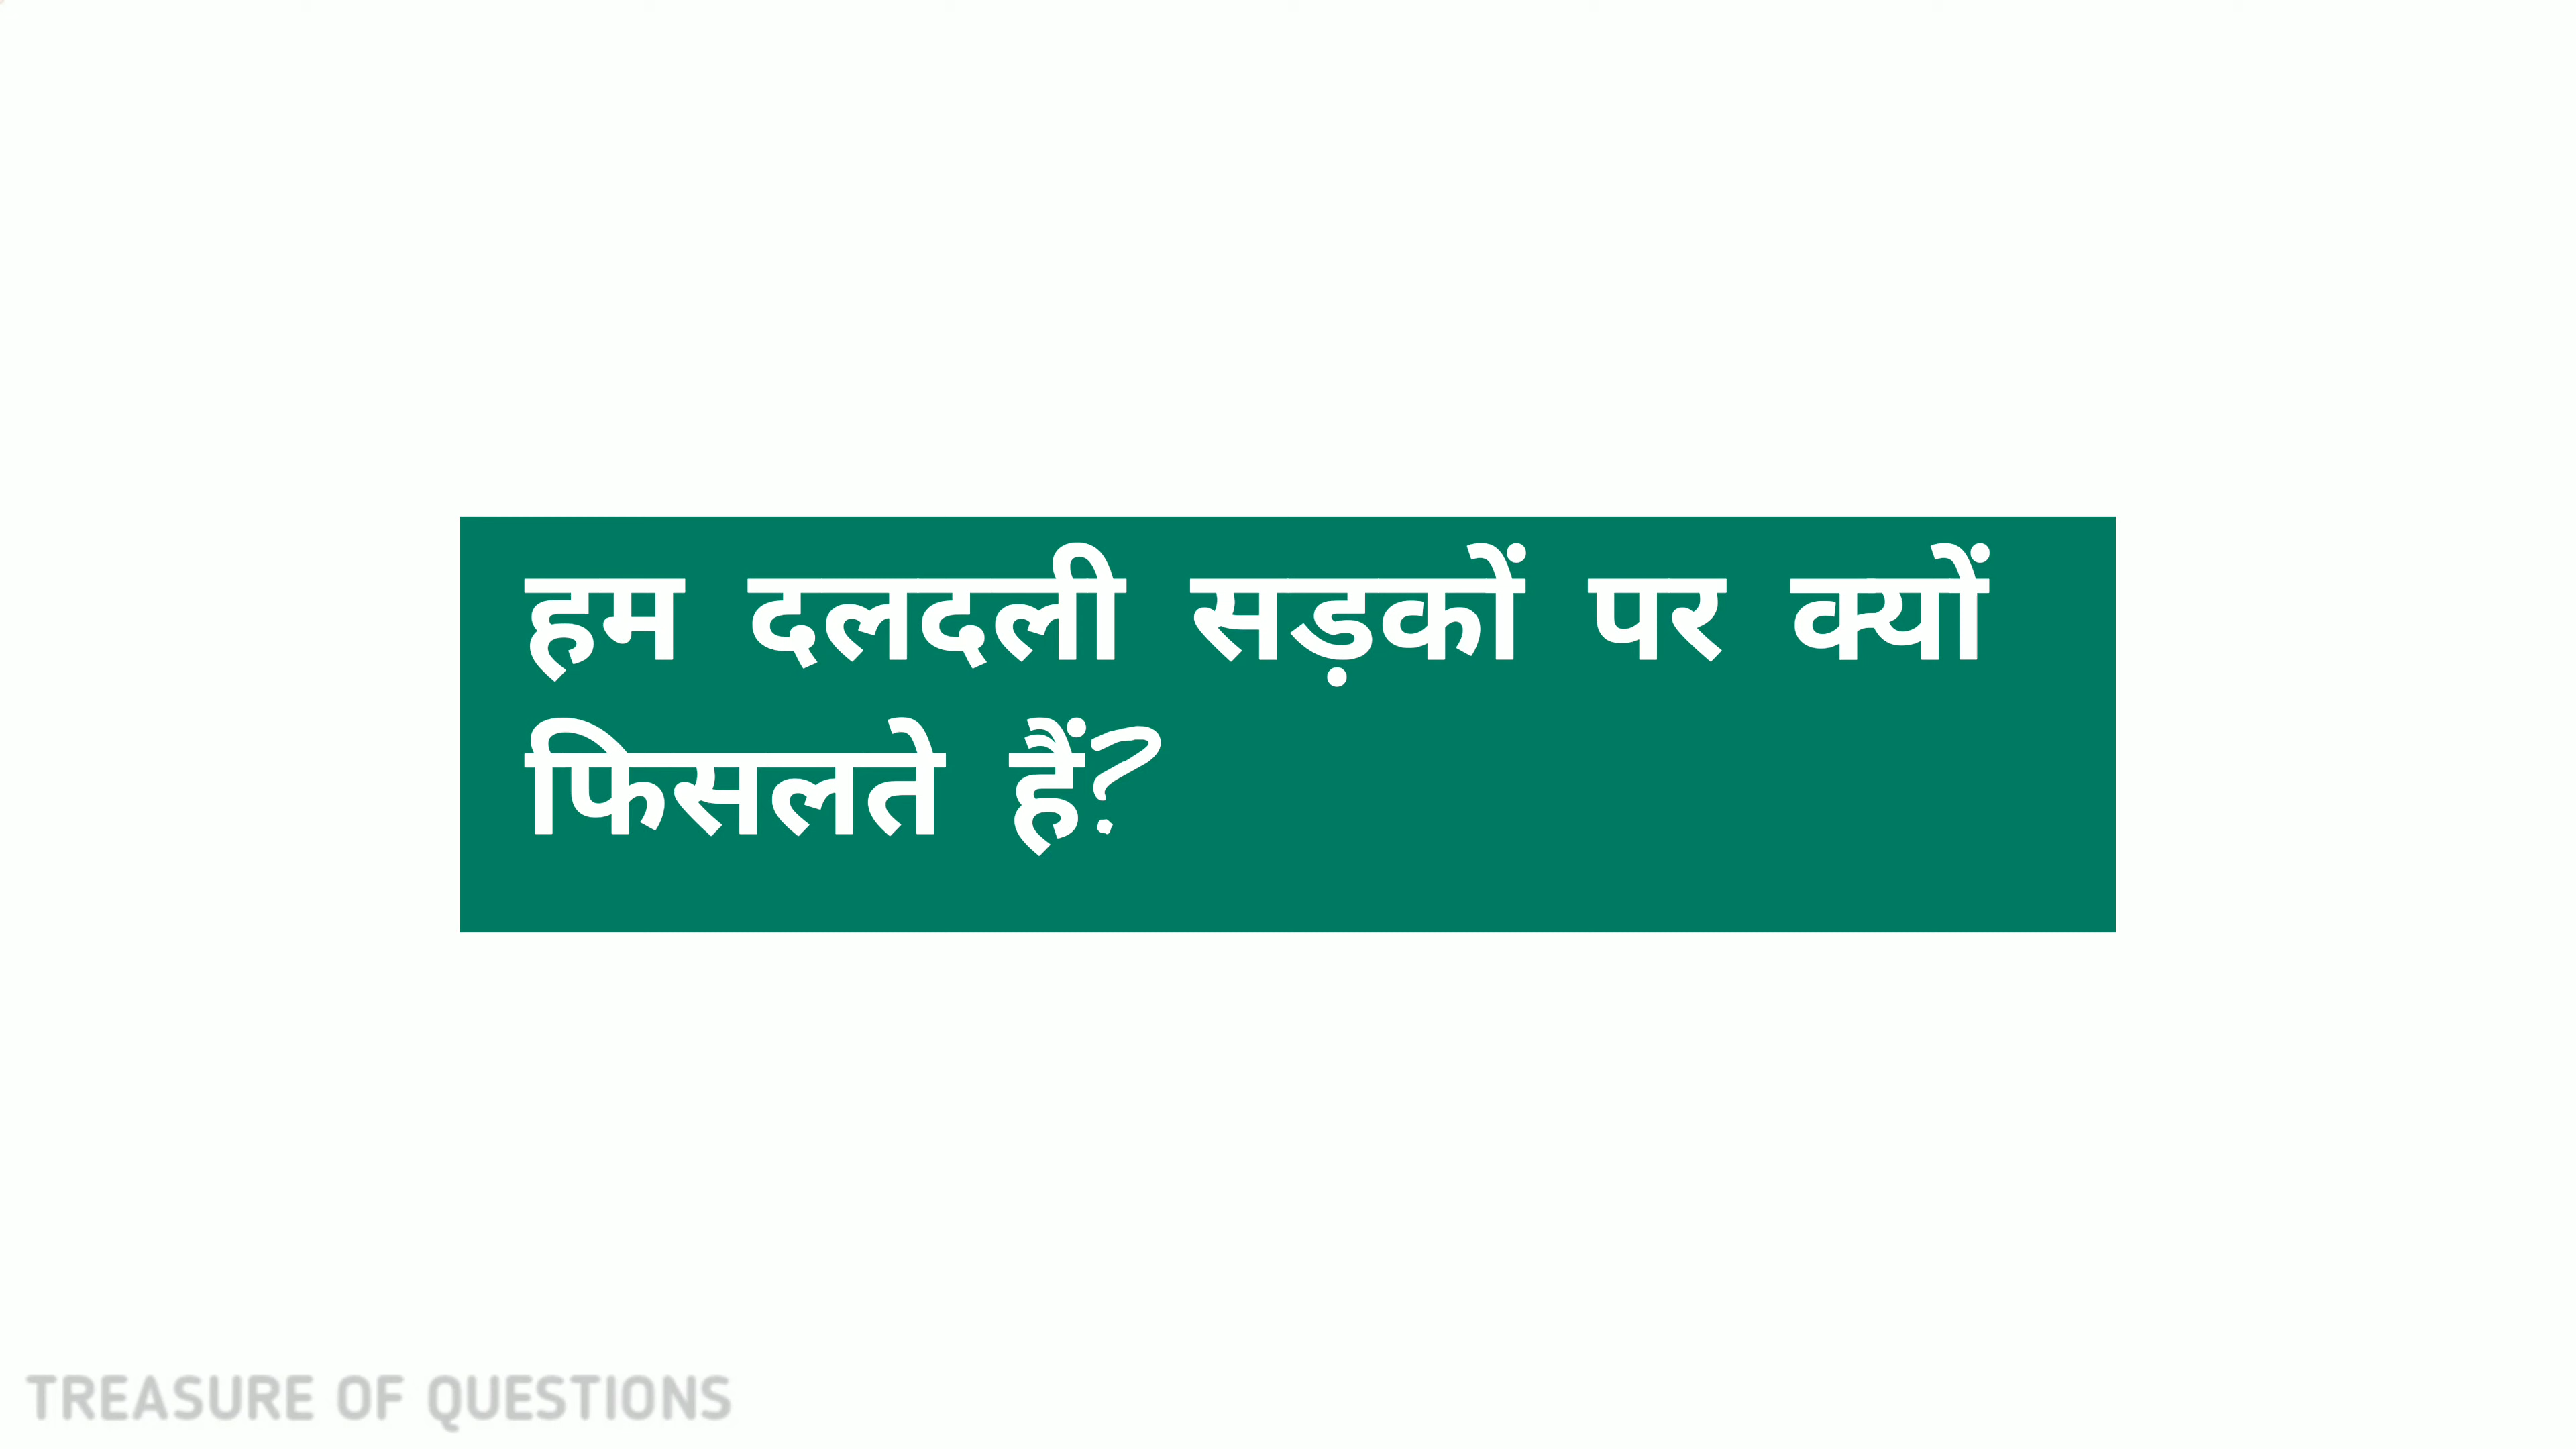 हम दलदली सड़कों पर क्यों
फिसलते हैं?
TREASURE OF QUESTIONS